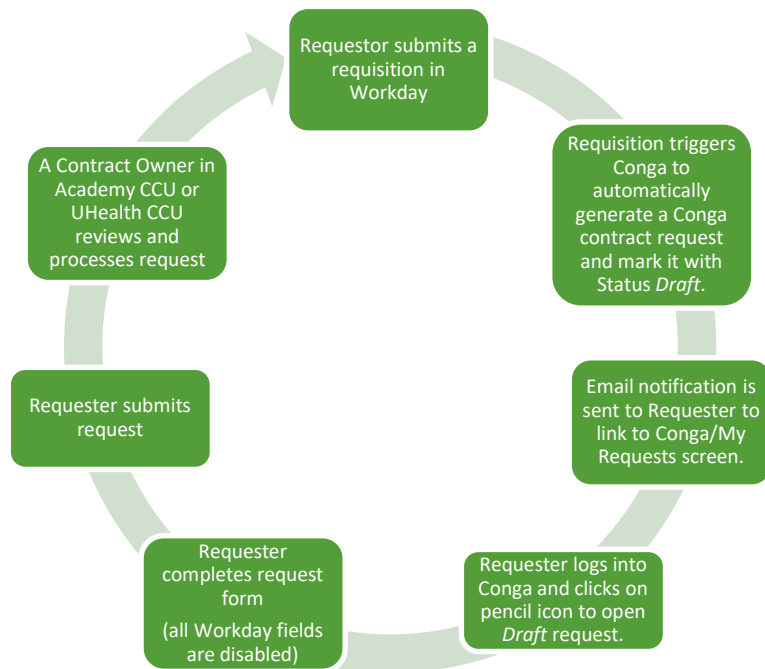 Requestor submits a
requisition in
Workday
Requisition triggers
Conga to
automatically
generate a Conga
contract request
and mark it with
Status Draft.
Email notification is
sent to Requester to
link to Conga/My
Requests screen.
Requester logs into
Conga and clicks on
pencil icon to open
Draft request.
Requester
completes request
form
(all Workday fields
are disabled)
Requester submits
request
A Contract Owner in
Academy CCU or
UHealth CCU
reviews and
processes request